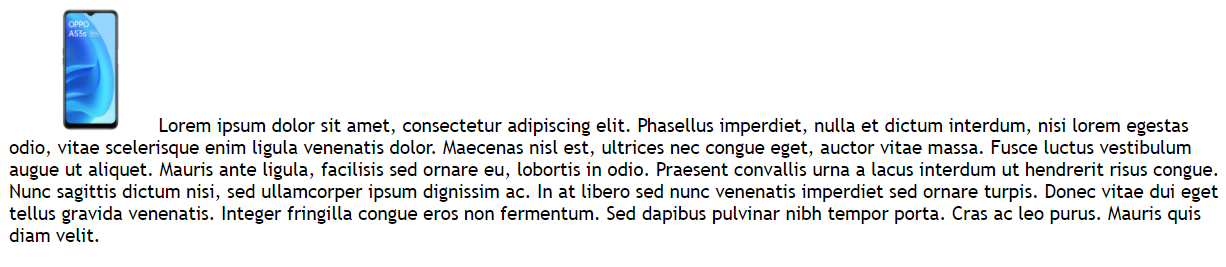 OPPO
A53s
Lorem ipsum dolor sit amet, consectetur adipiscing elit. Phasellus imperdiet, nulla et dictum interdum, nisi lorem egestas
odio, vitae scelerisque enim ligula venenatis dolor. Maecenas nisl est, ultrices nec congue eget, auctor vitae massa. Fusce luctus vestibulum
augue ut aliquet. Mauris ante ligula, facilisis sed ornare eu, lobortis in odio. Praesent convallis urna a lacus interdum ut hendrerit risus congue.
Nunc sagittis dictum nisi, sed ullamcorper ipsum dignissim ac. In at libero sed nunc venenatis imperdiet sed ornare turpis. Donec vitae dui eget
tellus gravida venenatis. Integer fringilla congue eros non fermentum. Sed dapibus pulvinar nibh tempor porta. Cras ac leo purus. Mauris quis
diam velit.